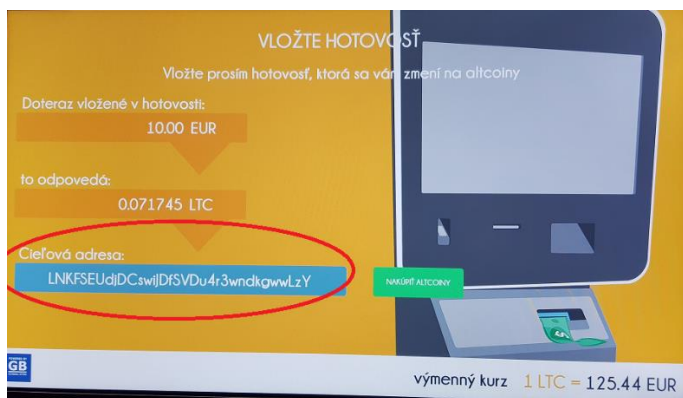 VLOŽTE HOTOVOSŤ
Vložte prosím hotovosť, ktorá sa vám zmení na altcoiny
Doteraz vložené v hotovosti:
10.00 EUR
to odpovedá:
0.071745 LTC
Cieľová adresa:
LNKFSEUdjDCswijDfSVDu4r3wndkgwwLzY
NAKÚPIŤ ALTCOINY
GB
výmenný kurz 1 LTC = 125.44 EUR